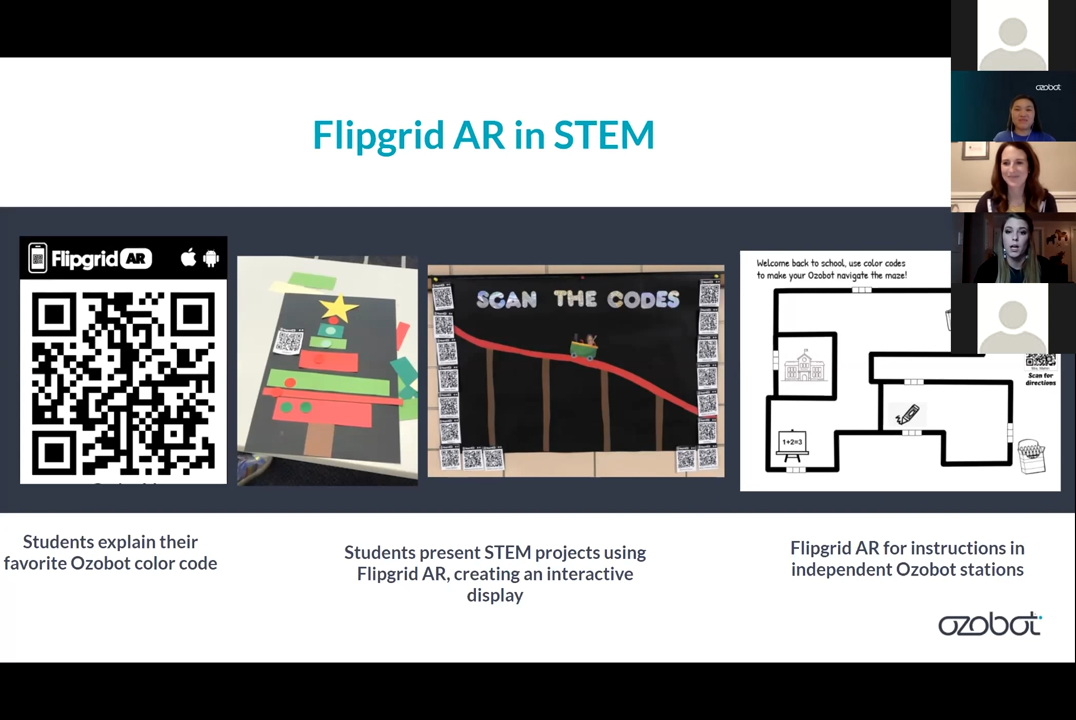 ozobot
Flipgrid AR in STEM
Flipgrid AR
SCAN THE CODES
Welcome back to school, use color codes
to make your Ozobot navigate the maze!
1+2=3
Scan for
directions
Students explain their
favorite Ozobot color code
Students present STEM projects using
Flipgrid AR, creating an interactive
display
Flipgrid AR for instructions in
independent Ozobot stations
ozobot